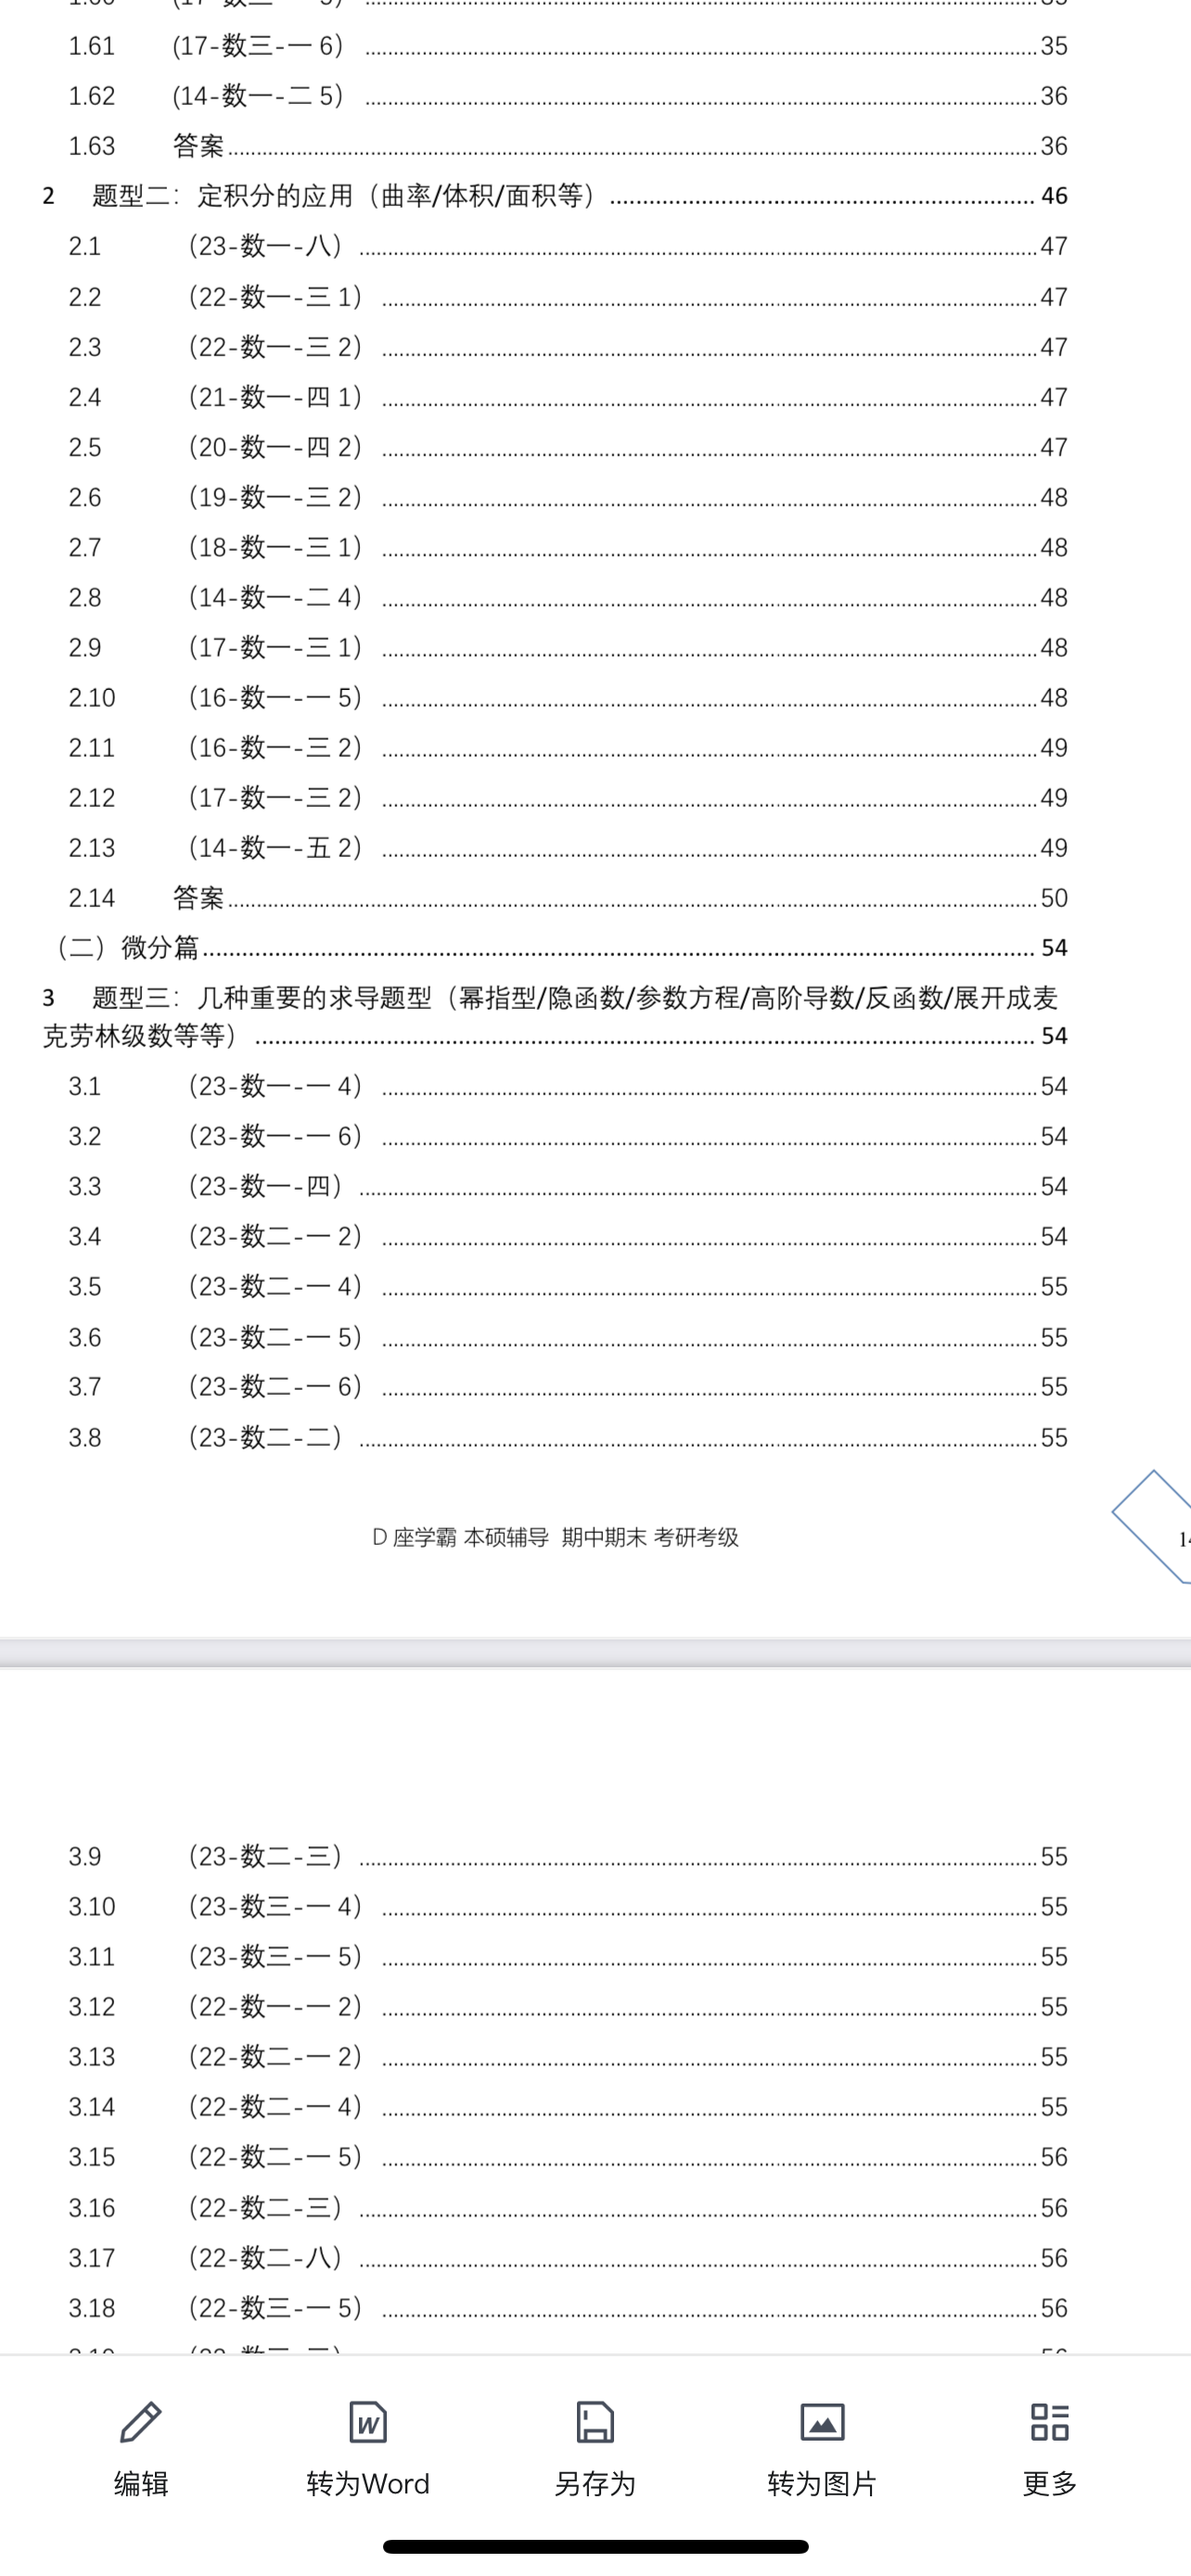 1.61 (17-数三-一 6) 35
1.62 (14-数一-二 5) 36
1.63 答案 36
2 题型二：定积分的应用（曲率/体积/面积等） 46
2.1 （23-数一-八） 47
2.2 （22-数一-三 1） 47
2.3 （22-数一-三 2） 47
2.4 （21-数一-四 1） 47
2.5 （20-数一-四 2） 47
2.6 （19-数一-三 2） 48
2.7 （18-数一-三 1） 48
2.8 （14-数一-二 4） 48
2.9 （17-数一-三 1） 48
2.10 （16-数一-一 5） 48
2.11 （16-数一-三 2） 49
2.12 （17-数一-三 2） 49
2.13 （14-数一-五 2） 49
2.14 答案 50
（二）微分篇 54
3 题型三：几种重要的求导题型（幂指型/隐函数/参数方程/高阶导数/反函数/展开成麦
克劳林级数等等） 54
3.1 （23-数一-一 4） 54
3.2 （23-数一-一 6） 54
3.3 （23-数一-四） 54
3.4 （23-数二-一 2） 54
3.5 （23-数二-一 4） 55
3.6 （23-数二-一 5） 55
3.7 （23-数二-一 6） 55
3.8 （23-数二-二） 55
D 座学霸 本硕辅导 期中期末 考研考级
3.9 （23-数二-三） 55
3.10 （23-数三-一 4） 55
3.11 （23-数三-一 5） 55
3.12 （22-数一-一 2） 55
3.13 （22-数二-一 2） 55
3.14 （22-数二-一 4） 55
3.15 （22-数二-一 5） 56
3.16 （22-数二-三） 56
3.17 （22-数二-八） 56
3.18 （22-数三-一 5） 56
编辑 转为Word 另存为 转为图片 更多